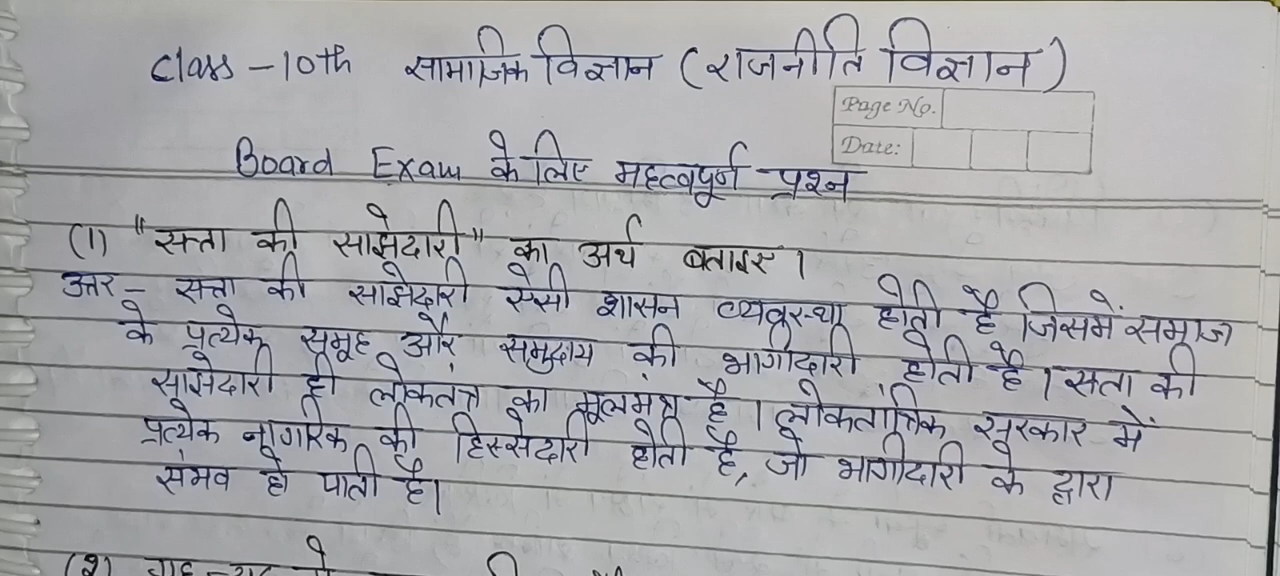 Class - 10th सामाजिक विज्ञान (राजनीति विज्ञान)
Page No.
Date:
Board Exam के लिए महत्वपूर्ण प्रश्न
(1) "सत्ता की साझेदारी" का अर्थ बताइए ।
उत्तर - सत्ता की साझेदारी ऐसी शासन व्यवस्था होती है जिसमें समाज
के प्रत्येक समूह और समुदाय की भागीदारी होती है । सता की
साझेदारी ही लोकतंत्र का मूलमंत्र है । लोकतांत्रिक सरकार में
प्रत्येक नागरिक की हिस्सेदारी होती है, जो भागीदारी के द्वारा
संभव हो पाती है।
(2) गृह-युद्ध से